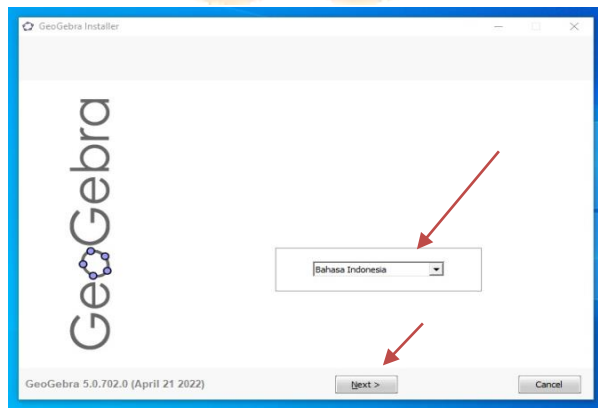 GeoGebra Installer
GeoGebra
Bahasa Indonesia
GeoGebra 5.0.702.0 (April 21 2022)
Next >
Cancel